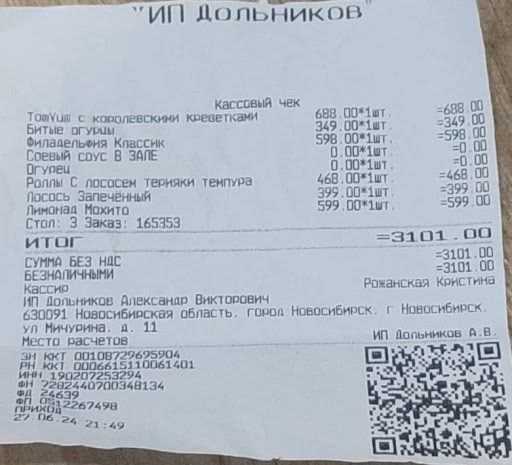 "ИП ДОЛЬНИКОВ"
Кассовый чек
TomYum с королевскими креветками 688.00*1шт. =688.00
Битые огурцы 349.00*1шт. =349.00
Филадельфия Классик 598.00*1шт. =598.00
Соевый соус В ЗАЛЕ 0.00*1шт. =0.00
Огурец 0.00*1шт. =0.00
Роллы С лососем терияки темпура 468.00*1шт. =468.00
Лосось Запечённый 399.00*1шт. =399.00
Лимонад Мохито 599.00*1шт. =599.00
Стол: 3 Заказ: 165353
ИТОГ =3101.00
СУММА БЕЗ НДС =3101.00
БЕЗНАЛИЧНЫМИ =3101.00
Кассир Рожанская Кристина
ИП Дольников Александр Викторович
630091 Новосибирская область, город Новосибирск, г Новосибирск,
ул Мичурина, д. 11
Место расчетов ИП Дольников А.В.
ЗН ККТ 00108729695904
РН ККТ 0006615110061401
ИНН 190207253294
ФН 7282440700348134
ФД 24639
ФП 0512267498
ПРИХОД
27.06.24 21:49